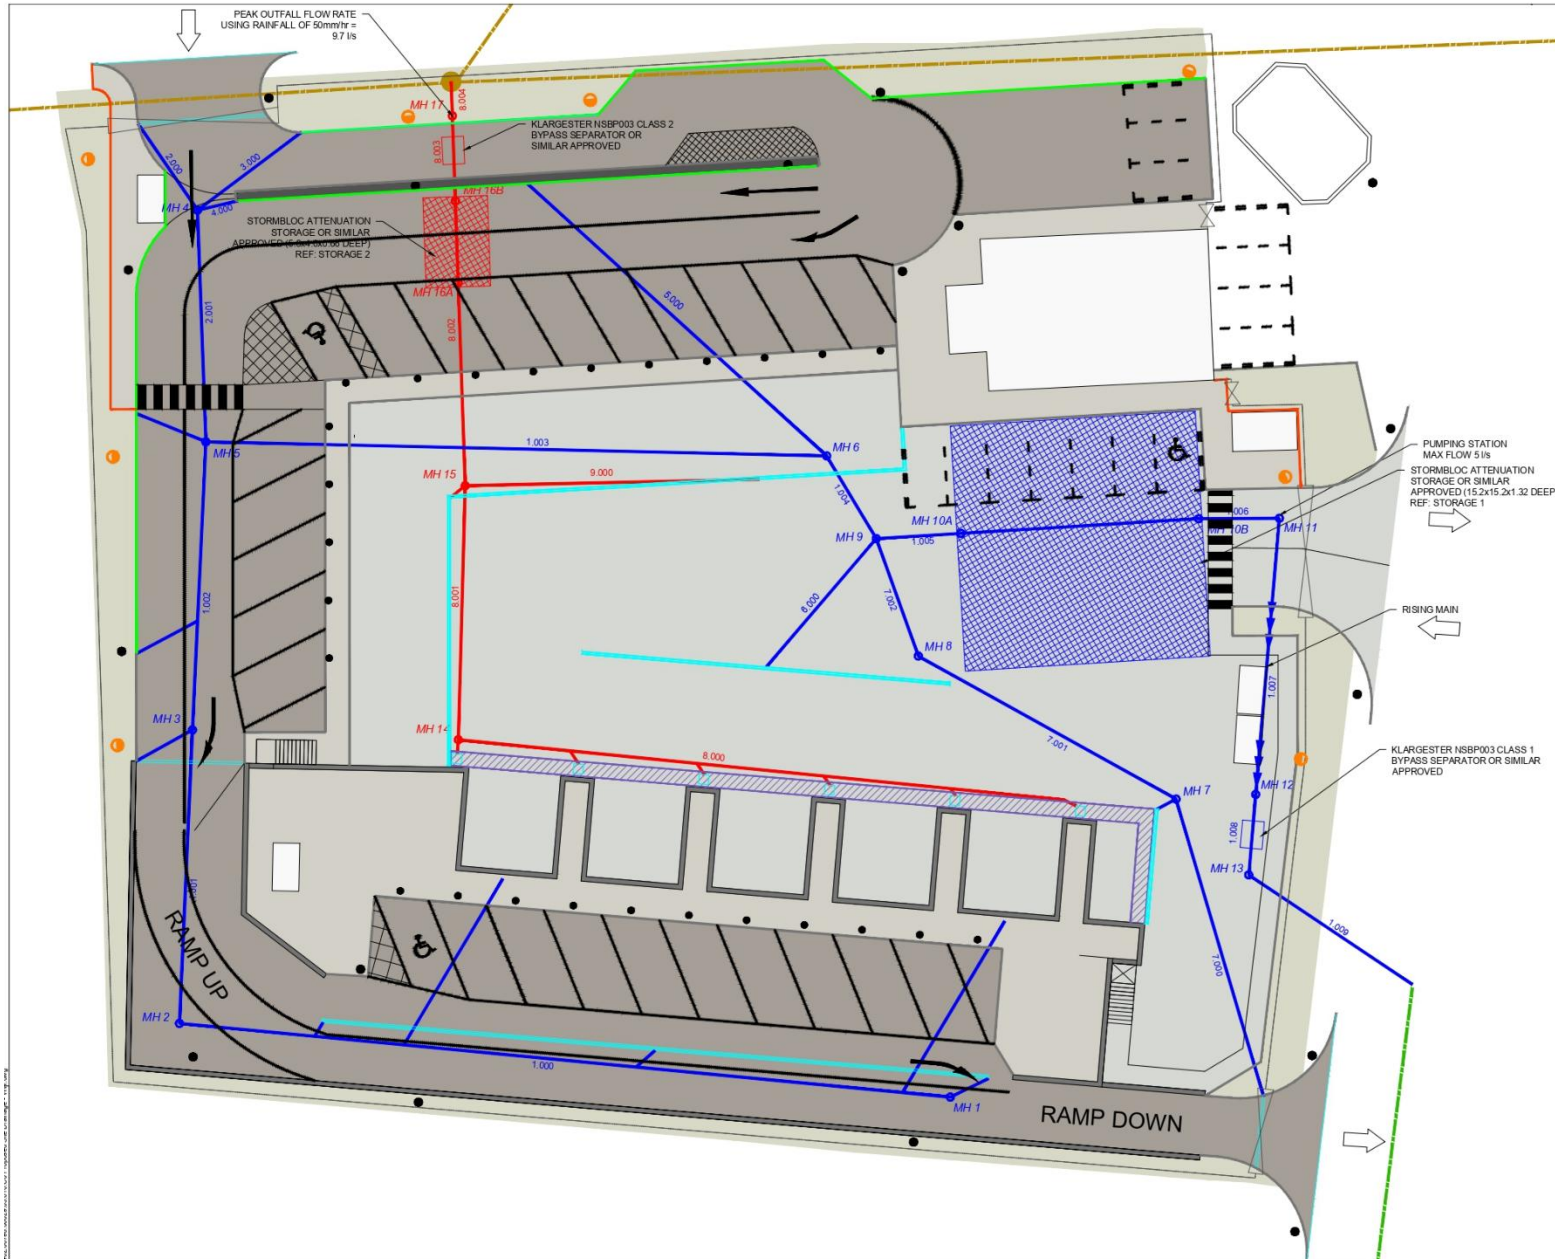 PEAK OUTFALL FLOW RATE
USING RAINFALL OF 50mm/hr =
9.7 l/s
MH 17
8.004
KLARGESTER NSBP003 CLASS 2
BYPASS SEPARATOR OR
SIMILAR APPROVED
8.003
2.000
3.000
MH 4
4.000
MH 16B
STORMBLOC ATTENUATION
STORAGE OR SIMILAR
REF: STORAGE 2
MH 16A
2.001
8.002
5.000
MH 5
1.003
MH 6
PUMPING STATION
MAX FLOW 5 l/s
STORMBLOC ATTENUATION
STORAGE OR SIMILAR
APPROVED (15.2x15.2x1.32 DEEP
REF: STORAGE 1
MH 15
9.000
1.004
MH 10A
MH 9
1.005
MH 10B
1.006
MH 11
1.002
8.001
6.000
7.002
MH 8
RISING MAIN
1.007
MH 3
MH 14
8.000
7.001
MH 7
MH 12
KLARGESTER NSBP003 CLASS 1
BYPASS SEPARATOR OR SIMILAR
APPROVED
1.008
MH 13
1.009
RAMP UP
7.000
MH 2
1.000
MH 1
RAMP DOWN